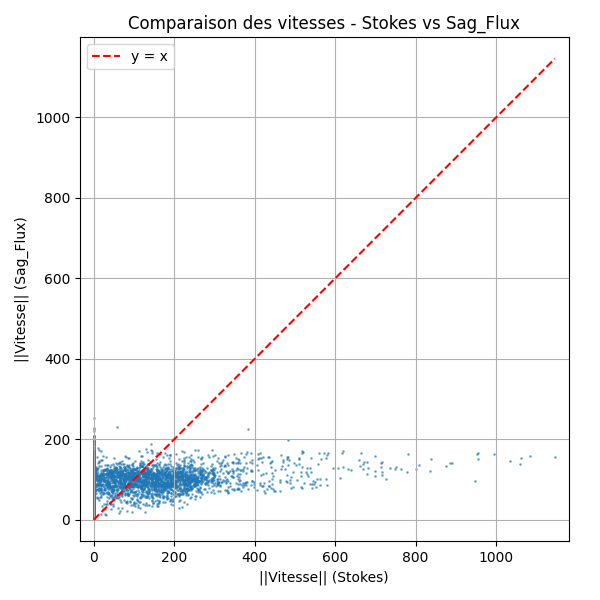 Comparaison des vitesses - Stokes vs Sag_Flux
y = x
||Vitesse|| (Sag_Flux)
1000
800
600
400
200
0
0 200 400 600 800 1000
||Vitesse|| (Stokes)